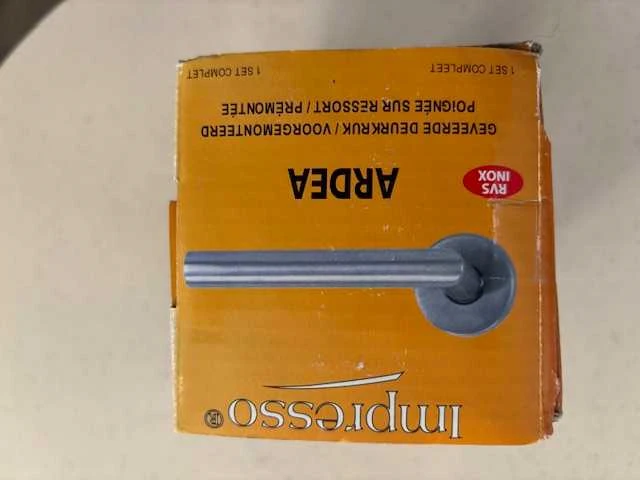 Impresso
RVS
INOX
ARDEA
GEVEERDE DEURKRUK / VOORGEMONTEERD
POIGNÉE SUR RESSORT / PRÉMONTÉE
1 SET COMPLEET
1 SET COMPLET